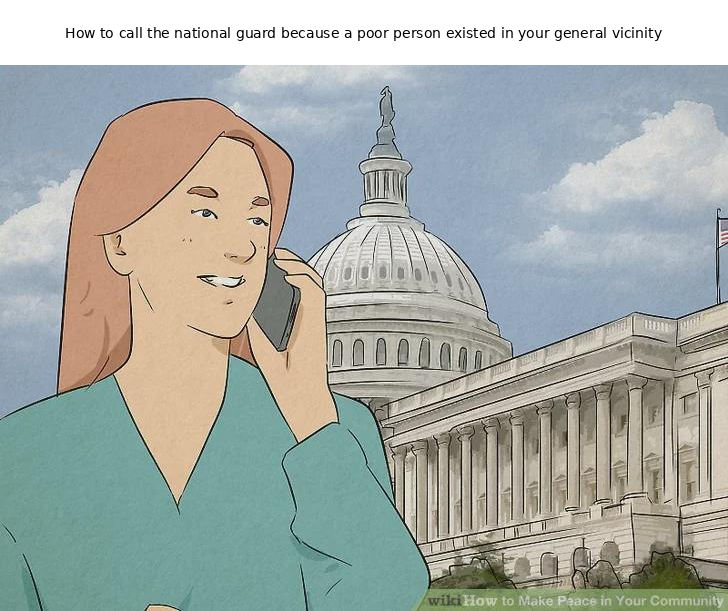 How to call the national guard because a poor person existed in your general vicinity
wikiHow to Make Peace in Your Community